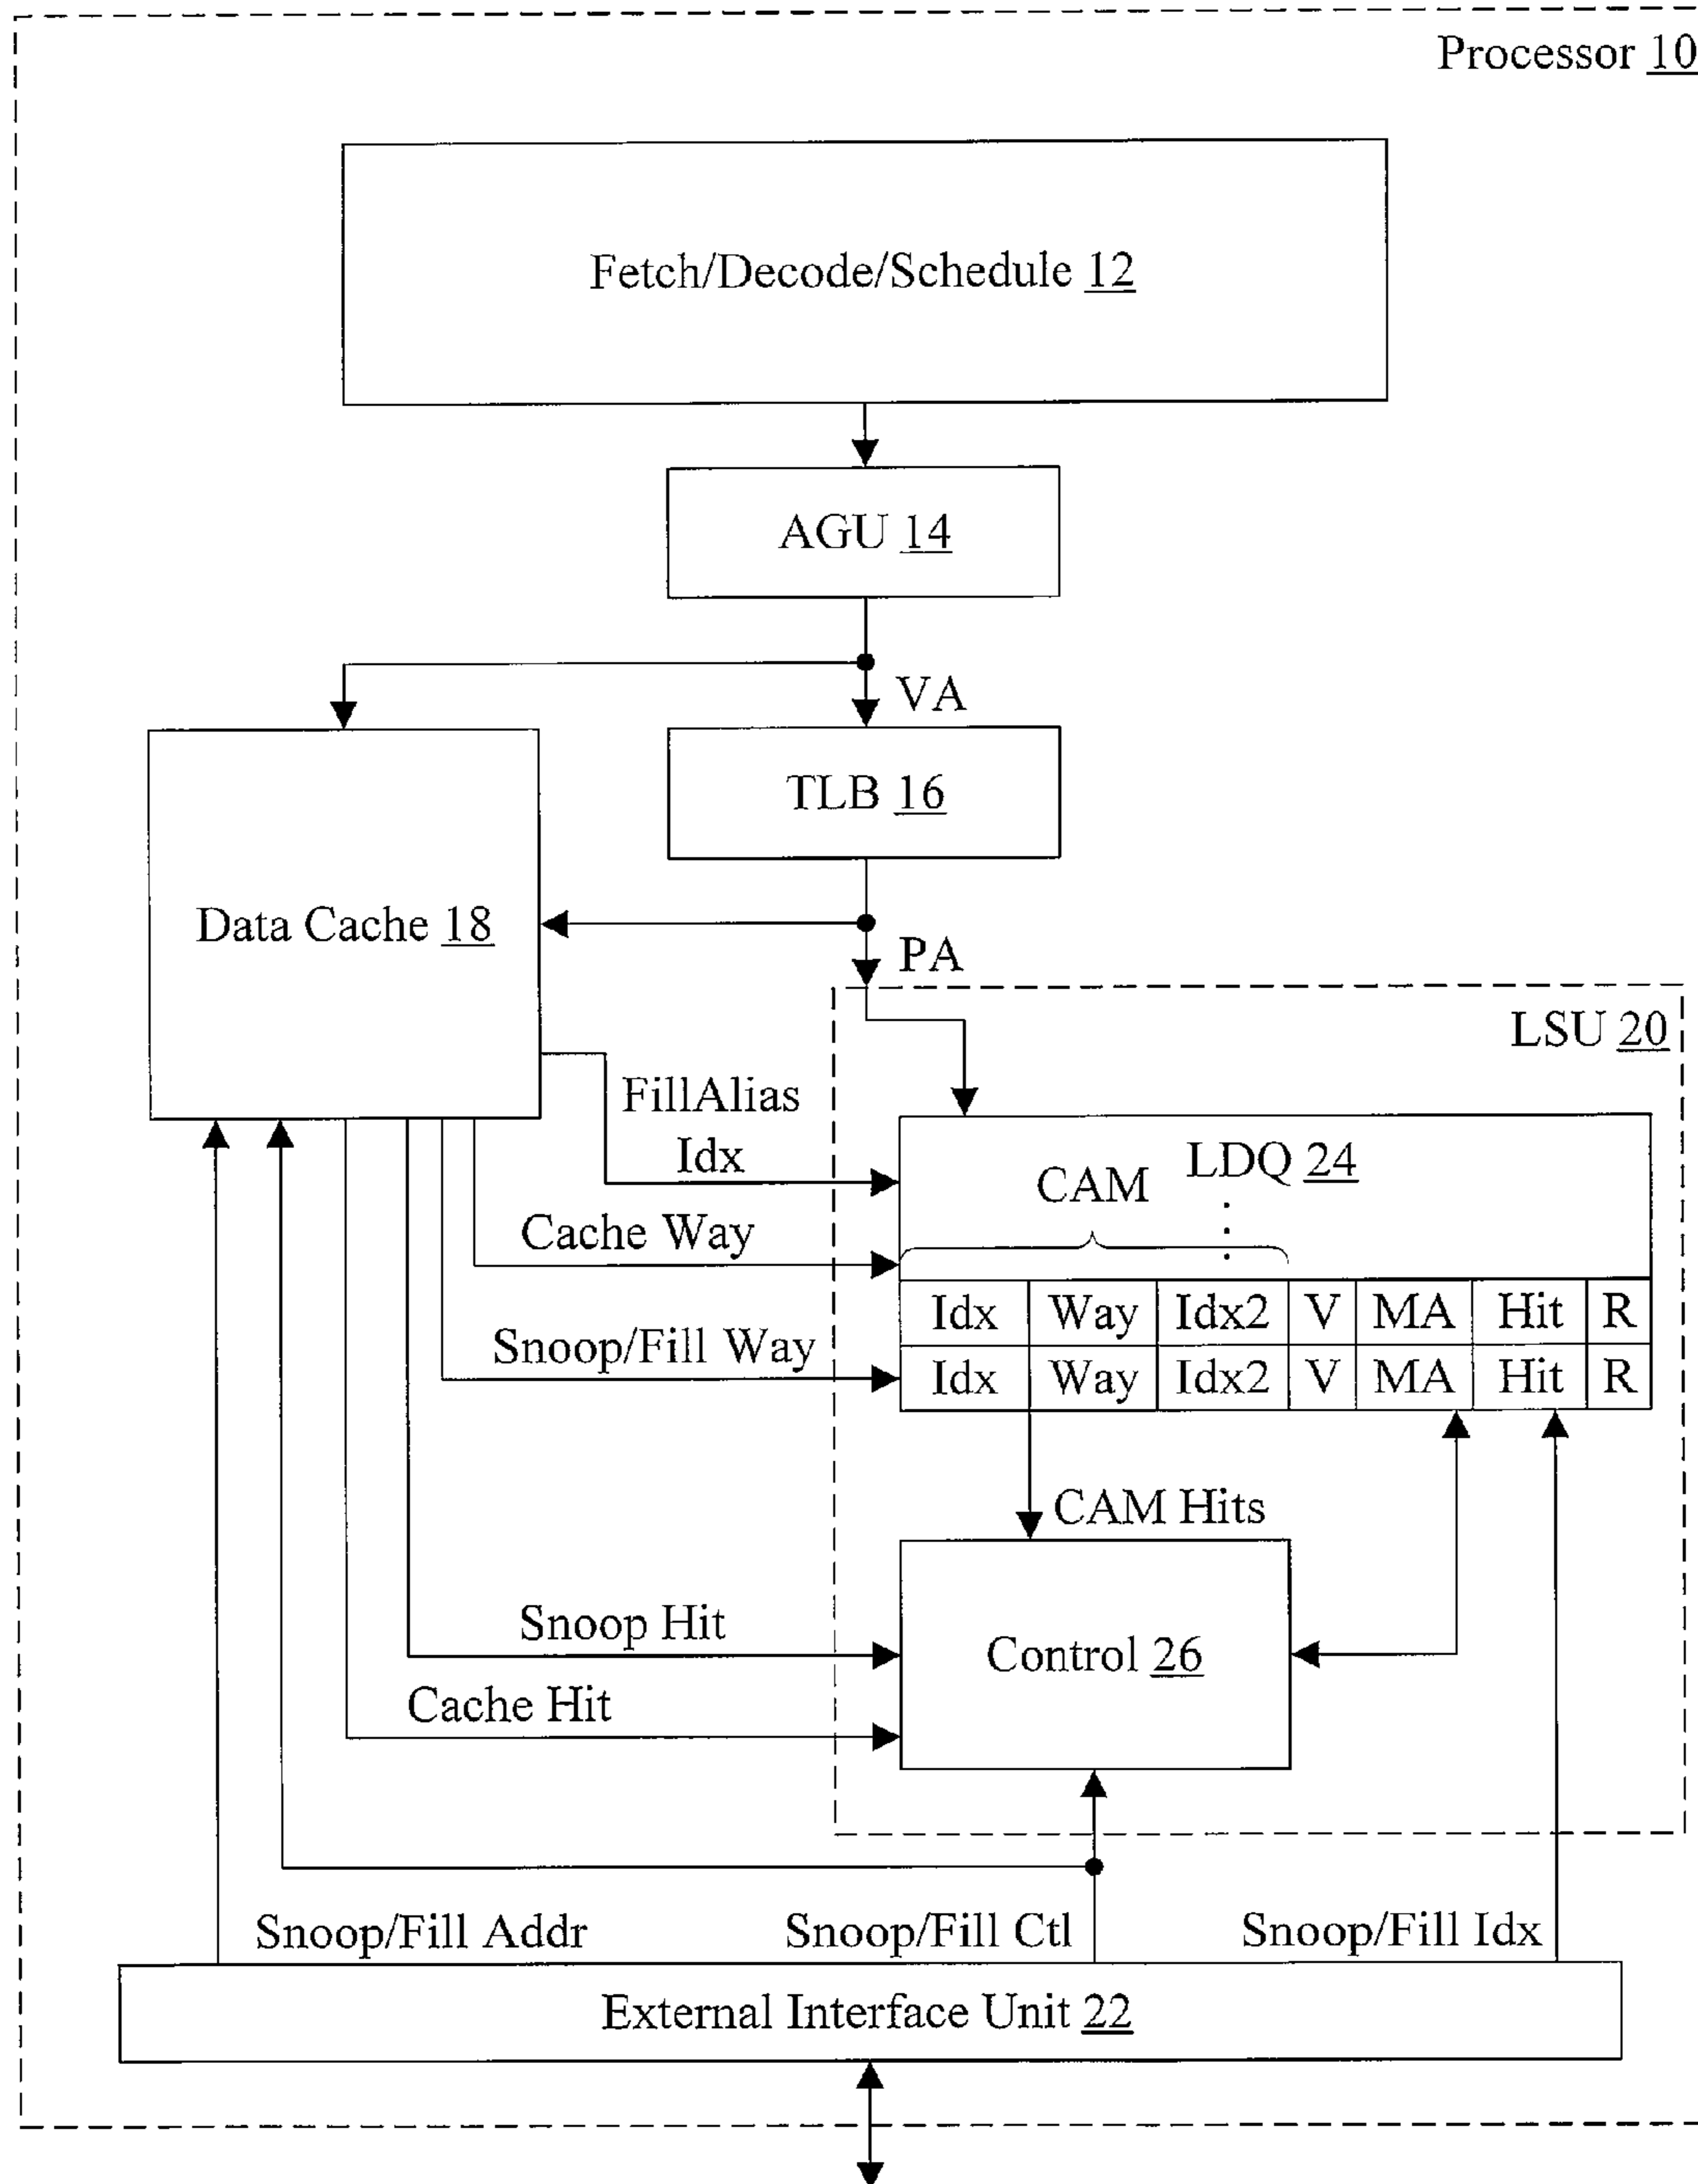 Processor 10
Fetch/Decode/Schedule 12
AGU 14
VA
TLB 16
Data Cache 18
PA
LSU 20
FillAlias
Idx
LDQ 24
CAM
Cache Way
Idx Way Idx2 V MA Hit R
Snoop/Fill Way
Idx Way Idx2 V MA Hit R
CAM Hits
Snoop Hit
Control 26
Cache Hit
Snoop/Fill Addr
Snoop/Fill Ctl
Snoop/Fill Idx
External Interface Unit 22